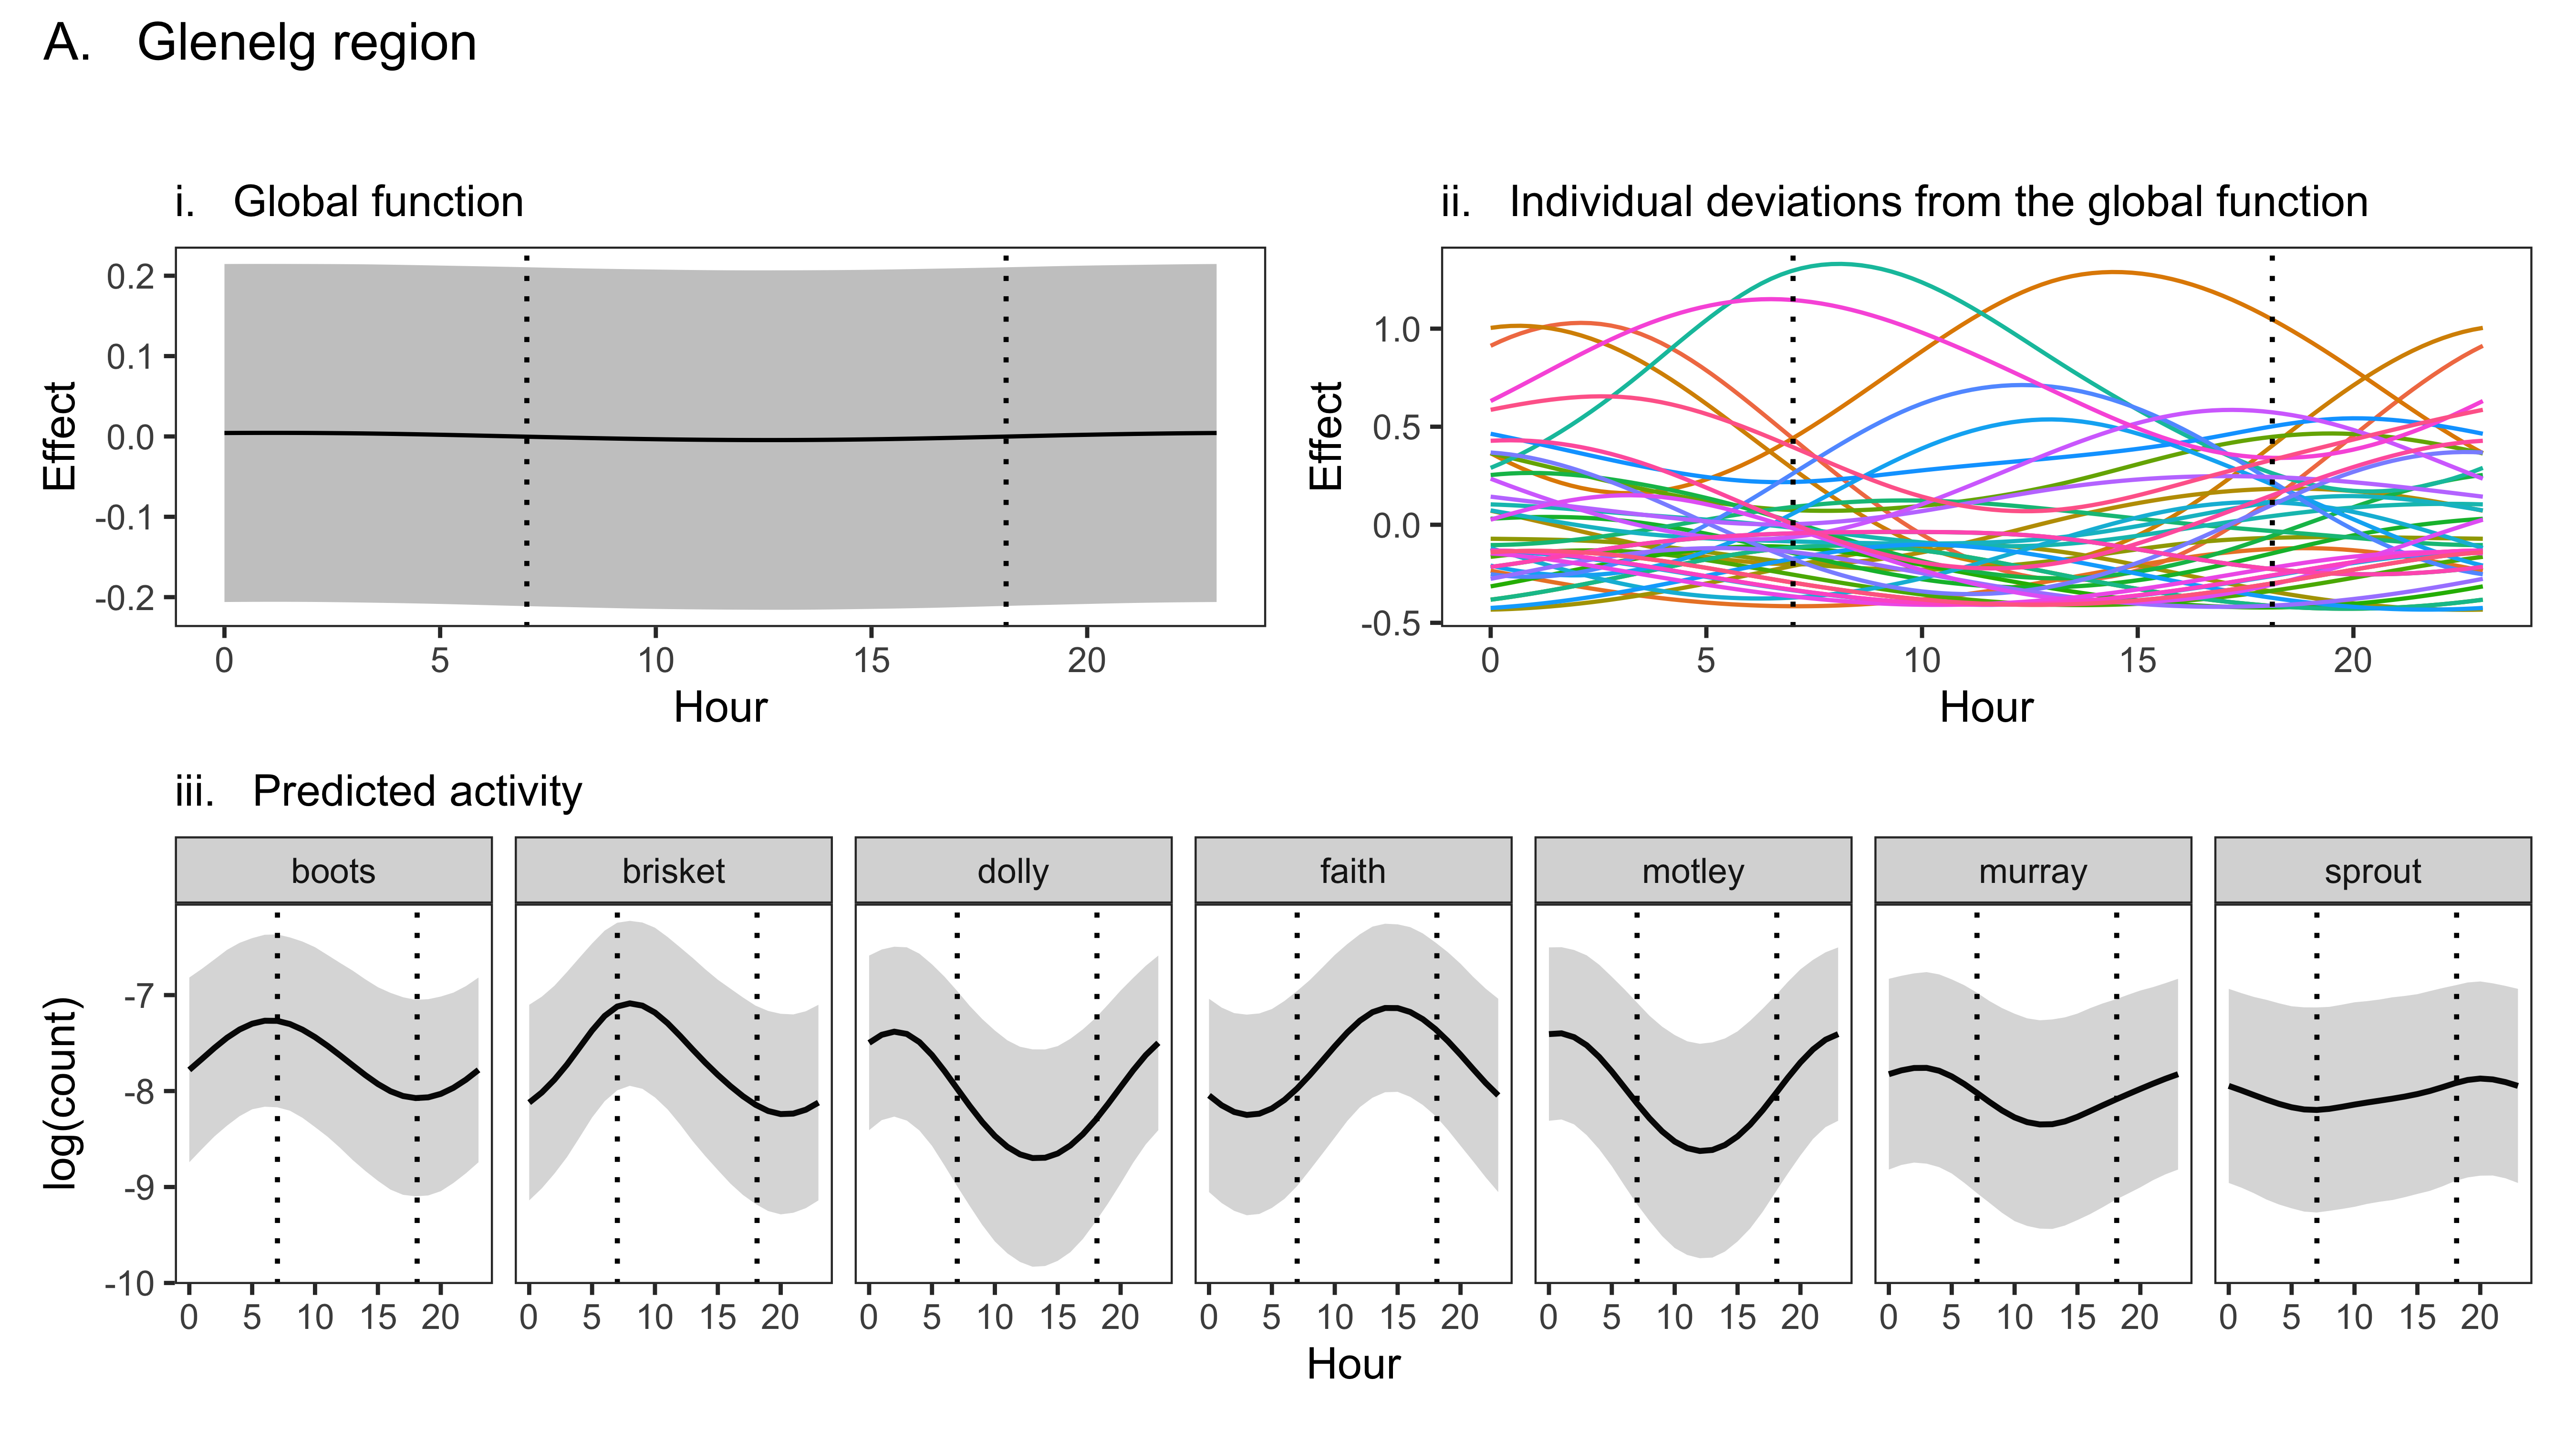 A. Glenelg region
i. Global function
ii. Individual deviations from the global function
0.2
0.1
0.0
-0.1
-0.2
Effect
0 5 10 15 20
Hour
1.0
0.5
0.0
-0.5
Effect
0 5 10 15 20
Hour
iii. Predicted activity
boots brisket dolly faith motley murray sprout
-7
-8
-9
-10
log(count)
0 5 10 15 20 0 5 10 15 20 0 5 10 15 20 0 5 10 15 20 0 5 10 15 20 0 5 10 15 20 0 5 10 15 20
Hour